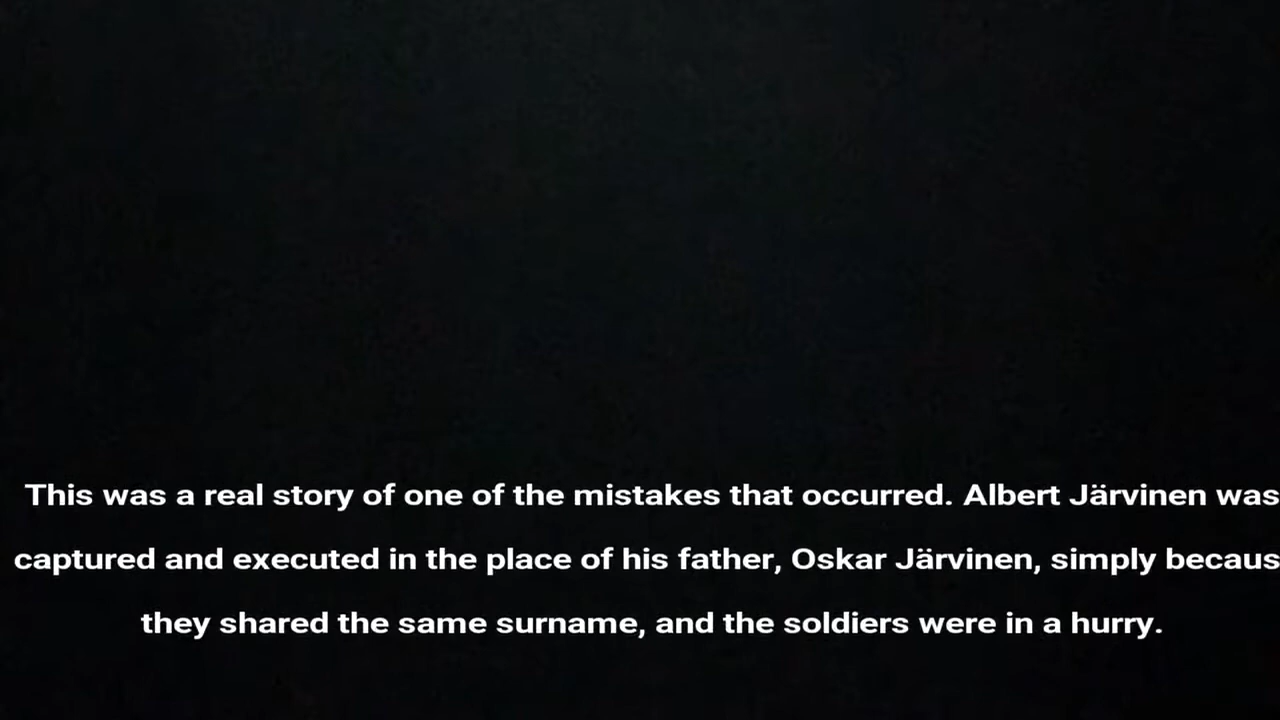 This was a real story of one of the mistakes that occurred. Albert Järvinen was
captured and executed in the place of his father, Oskar Järvinen, simply becaus
they shared the same surname, and the soldiers were in a hurry.